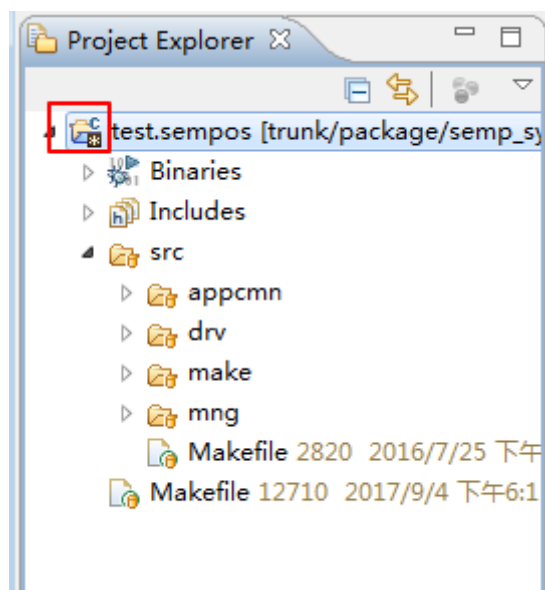 Project Explorer
test.sempos [trunk/package/semp_sy
Binaries
Includes
src
appcmn
drv
make
mng
Makefile 2820 2016/7/25 下午
Makefile 12710 2017/9/4 下午6:1